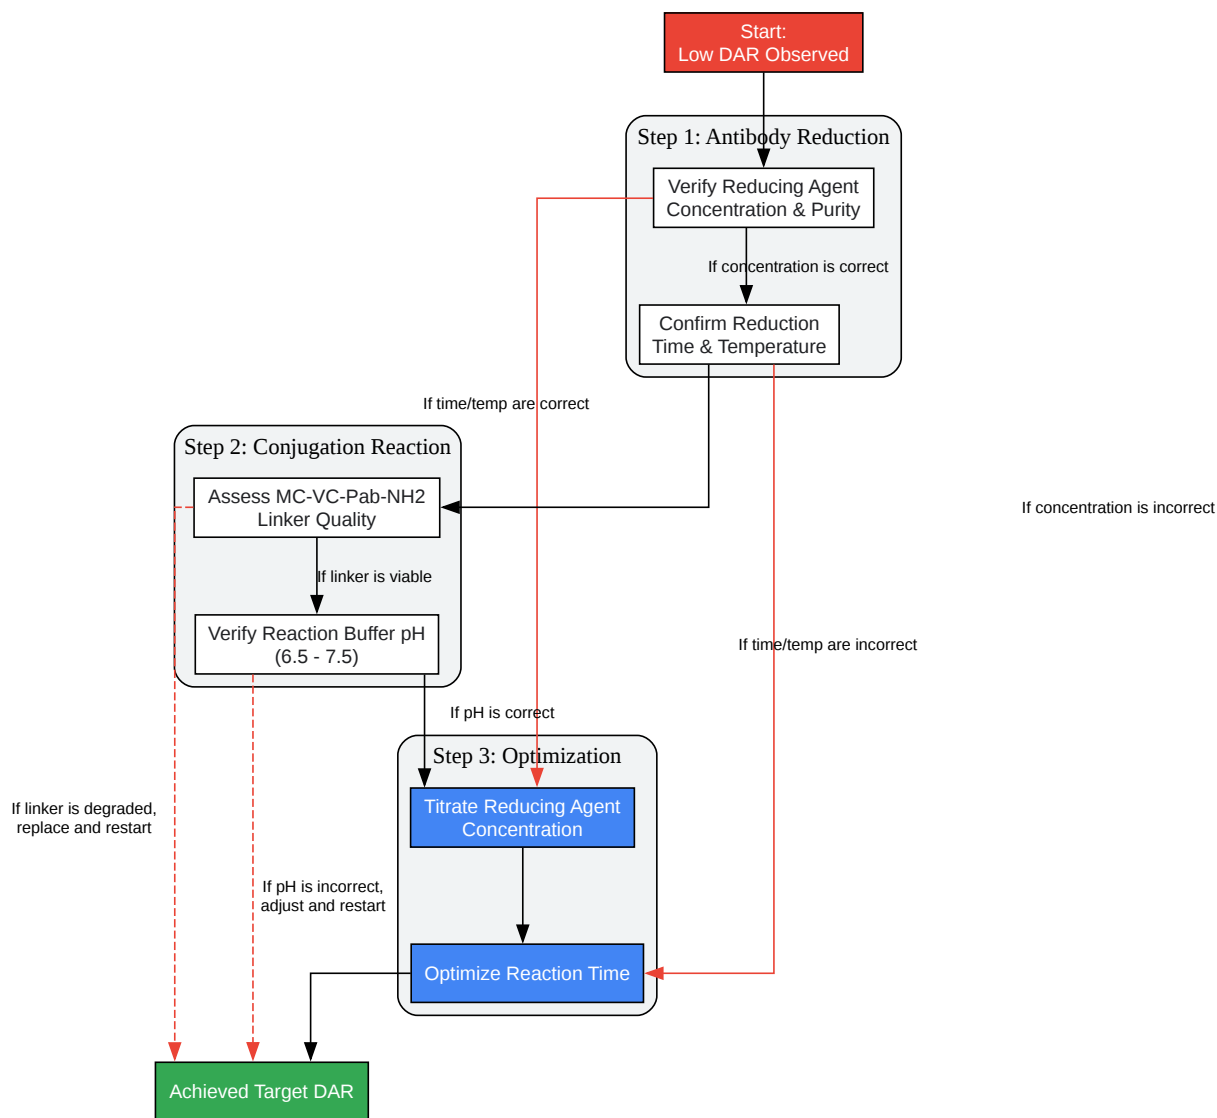 Start:
Low DAR Observed
Step 1: Antibody Reduction
Verify Reducing Agent
Concentration & Purity
If concentration is correct
Confirm Reduction
Time & Temperature
If time/temp are correct
Step 2: Conjugation Reaction
Assess MC-VC-Pab-NH2
Linker Quality
If concentration is incorrect
If linker is viable
Verify Reaction Buffer pH
(6.5 - 7.5)
If time/temp are incorrect
If pH is correct
Step 3: Optimization
Titrate Reducing Agent
Concentration
If linker is degraded,
replace and restart
If pH is incorrect,
adjust and restart
Optimize Reaction Time
Achieved Target DAR